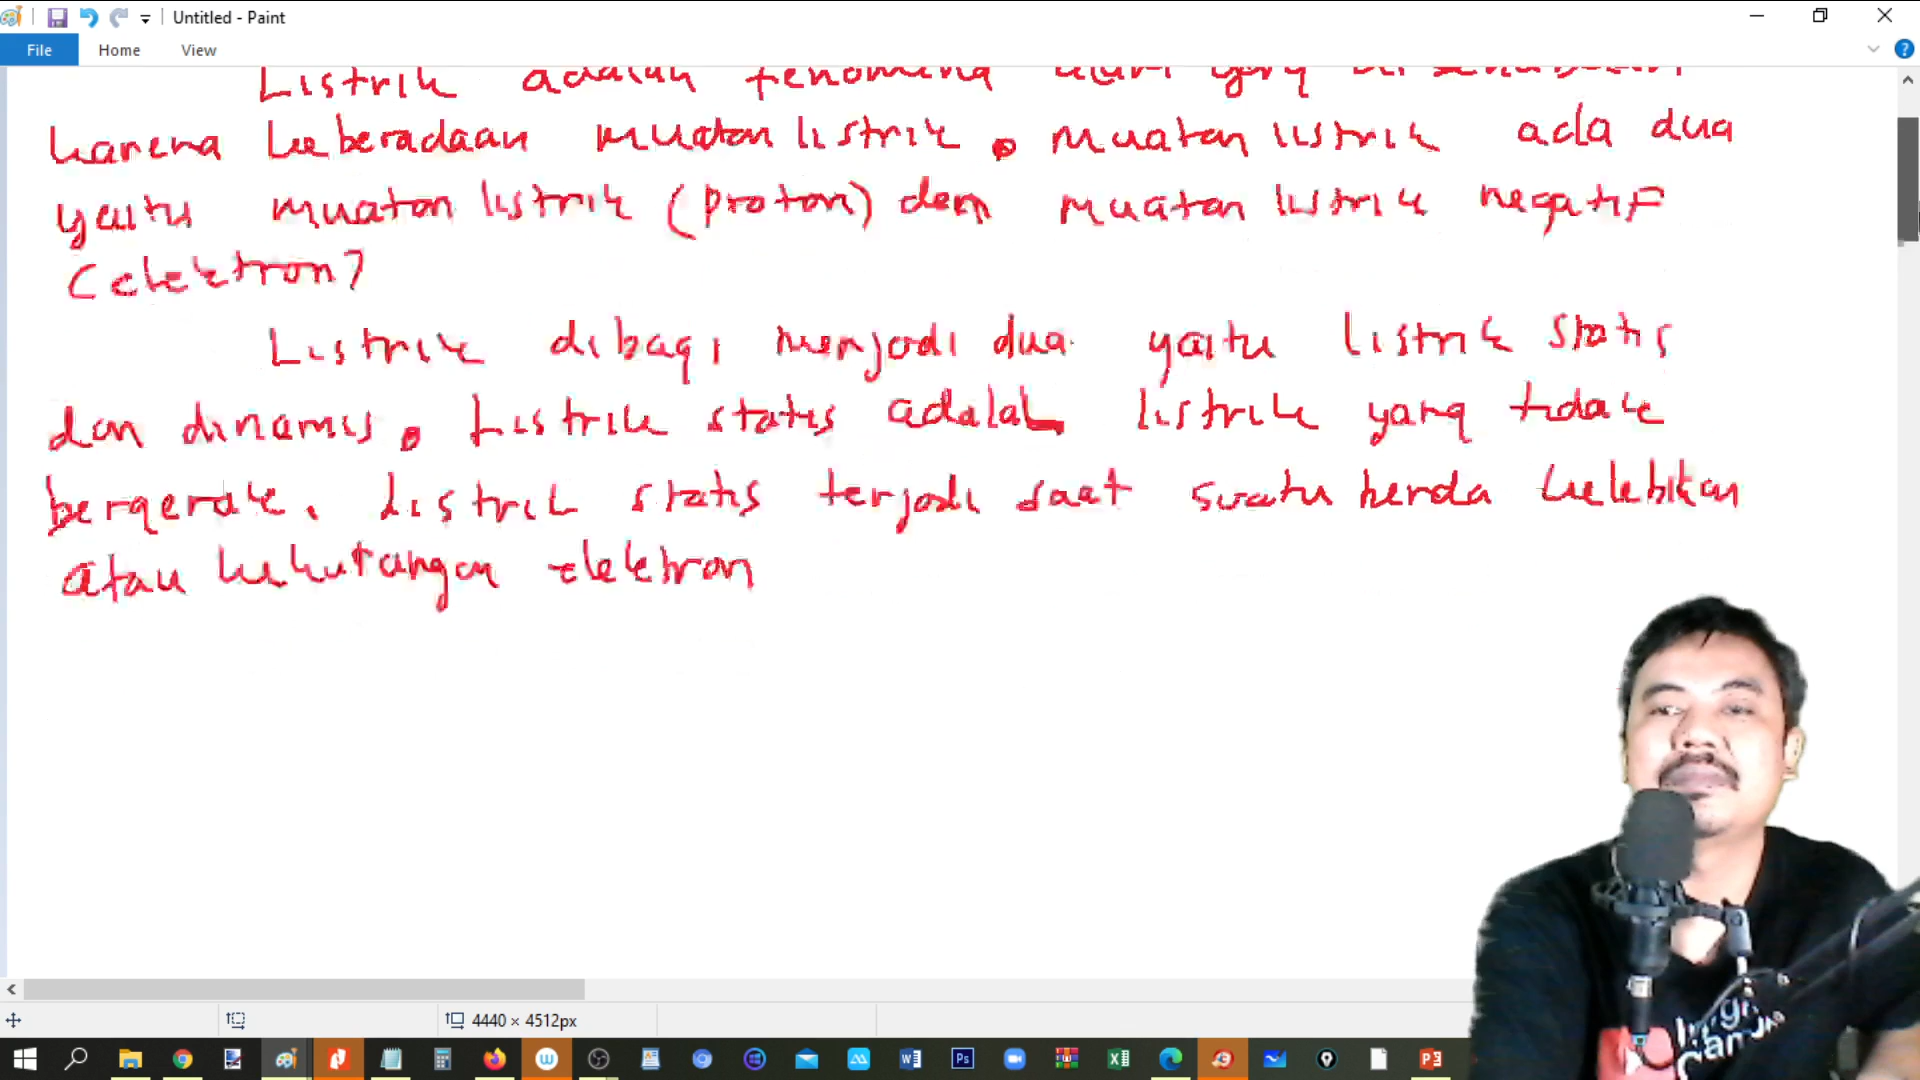 Untitled - Paint
File Home View
Listrik adalah fenomena alam yang
karena keberadaan muatan listrik. muatan listrik ada dua
yaitu muatan listrik (proton) dan muatan listrik negatif
(elektron)
Listrik dibagi menjadi dua yaitu listrik statis
dan dinamis. Listrik statis adalah listrik yang tidak
bergerak. Listrik statis terjadi saat suatu benda kelebihan
atau elektron
4440 × 4512px